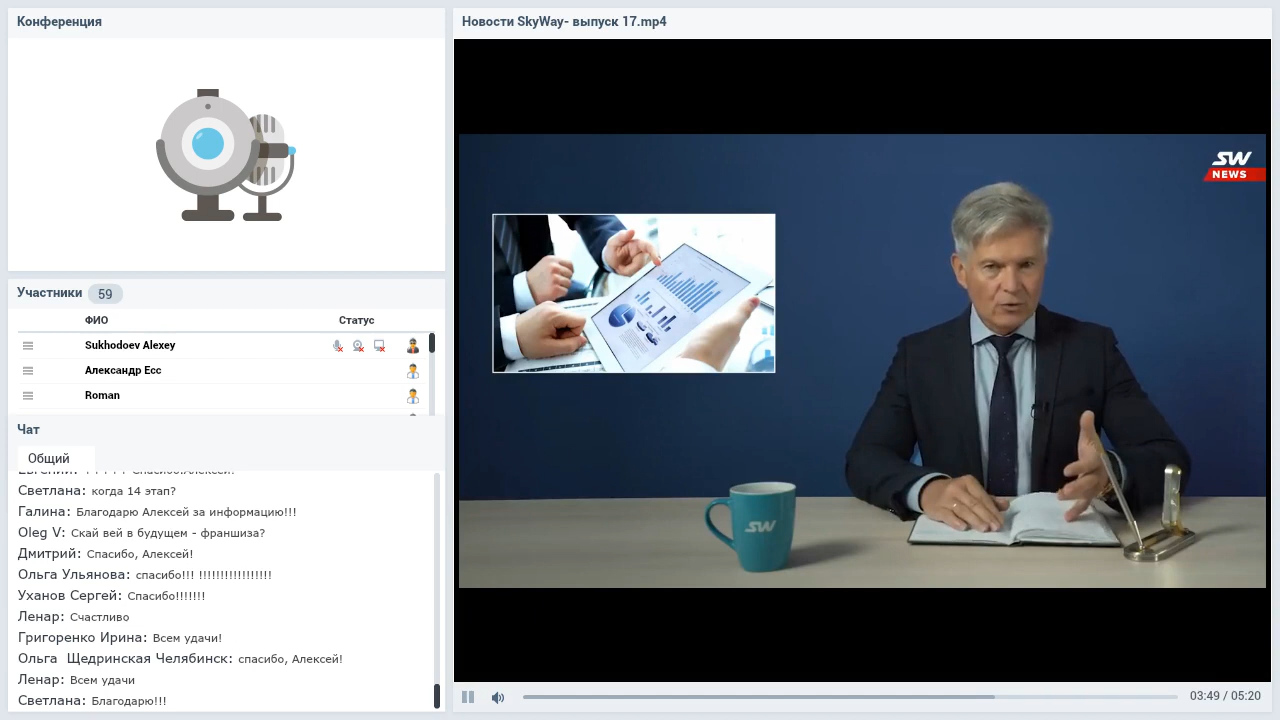 Конференция
Участники 59
ФИО Статус
Sukhodoev Alexey
Александр Есс
Roman
Чат
Общий
Светлана: когда 14 этап?
Галина: Благодарю Алексей за информацию!!!
Oleg V: Скай вей в будущем - франшиза?
Дмитрий: Спасибо, Алексей!
Ольга Ульянова: спасибо!!! !!!!!!!!!!!!!!!!!
Уханов Сергей: Спасибо!!!!!!!
Ленар: Счастливо
Григоренко Ирина: Всем удачи!
Ольга  Щедринская Челябинск: спасибо, Алексей!
Ленар: Всем удачи
Светлана: Благодарю!!!
Новости SkyWay- выпуск 17.mp4
SW
NEWS
SW
03:49 / 05:20